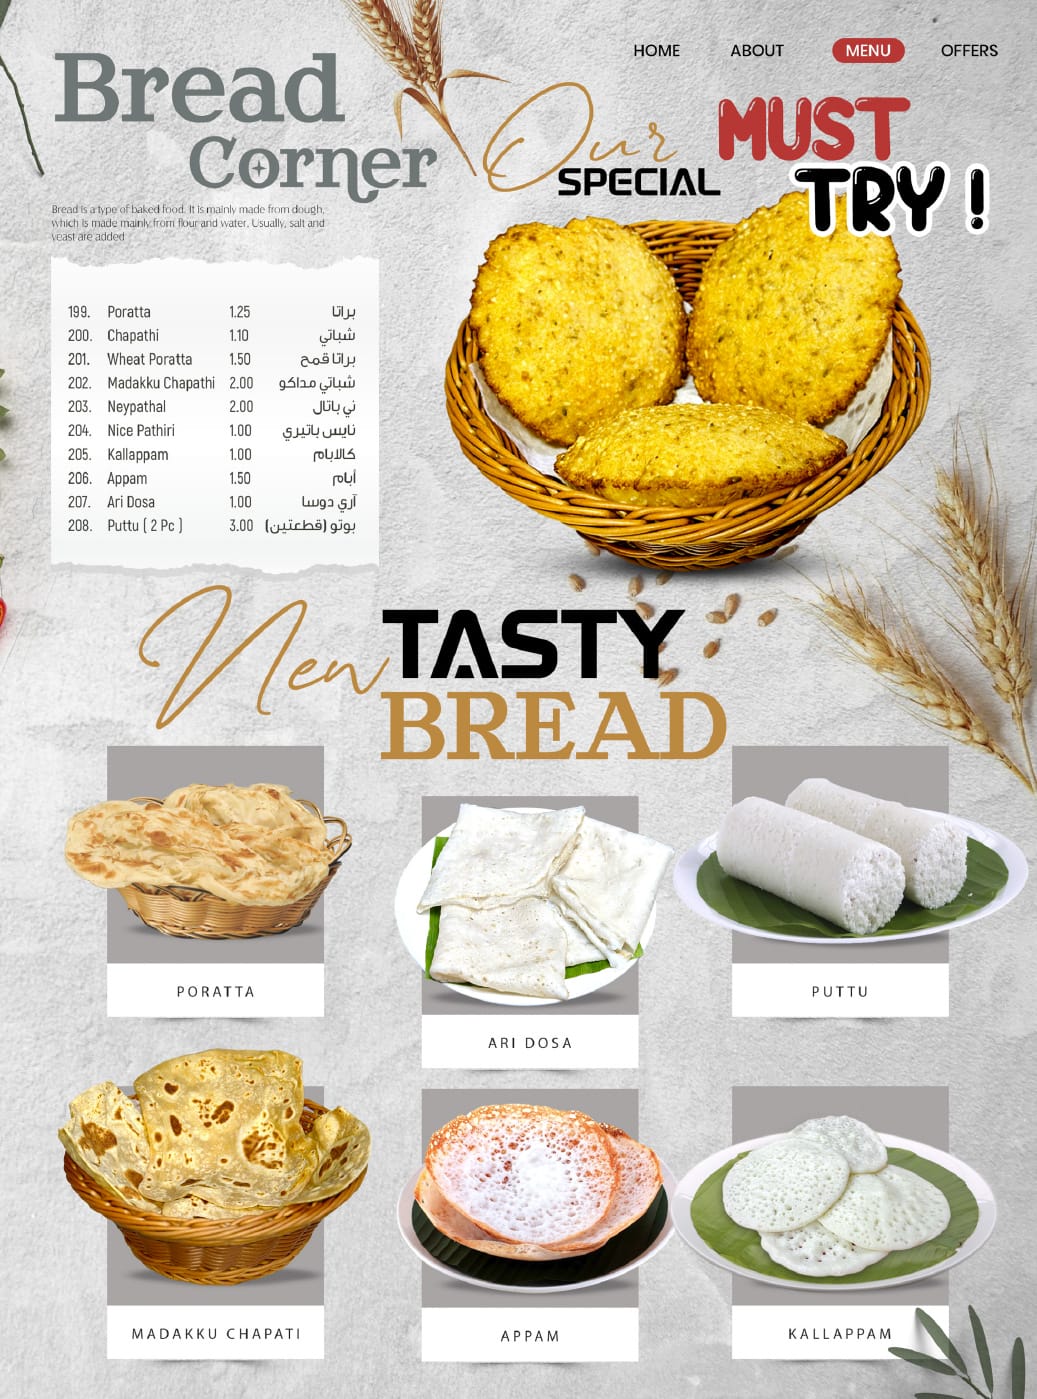 HOME ABOUT MENU OFFERS
Bread
Corner
Bread is a type of baked food. It is mainly made from dough,
which is made mainly from flour and water. Usually, salt and
yeast are added
Our
SPECIAL
MUST
TRY !
199. Poratta 1.25 براتا
200. Chapathi 1.10 شباتي
201. Wheat Poratta 1.50 براتا قمح
202. Madakku Chapathi 2.00 شباتي مداكو
203. Neypathal 2.00 ني باتال
204. Nice Pathiri 1.00 نايس باتيري
205. Kallappam 1.00 كالابام
206. Appam 1.50 أبام
207. Ari Dosa 1.00 آري دوسا
208. Puttu ( 2 Pc ) 3.00 بوتو (قطعتين)
New TASTY
BREAD
PORATTA
ARI DOSA
PUTTU
MADAKKU CHAPATI
APPAM
KALLAPPAM